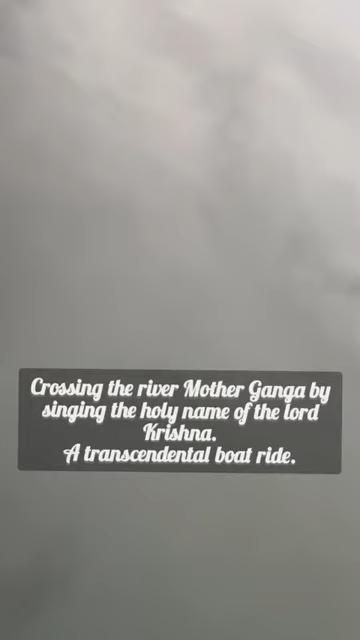 Crossing the river Mother Ganga by
singing the holy name of the lord
Krishna.
A transcendental boat ride.